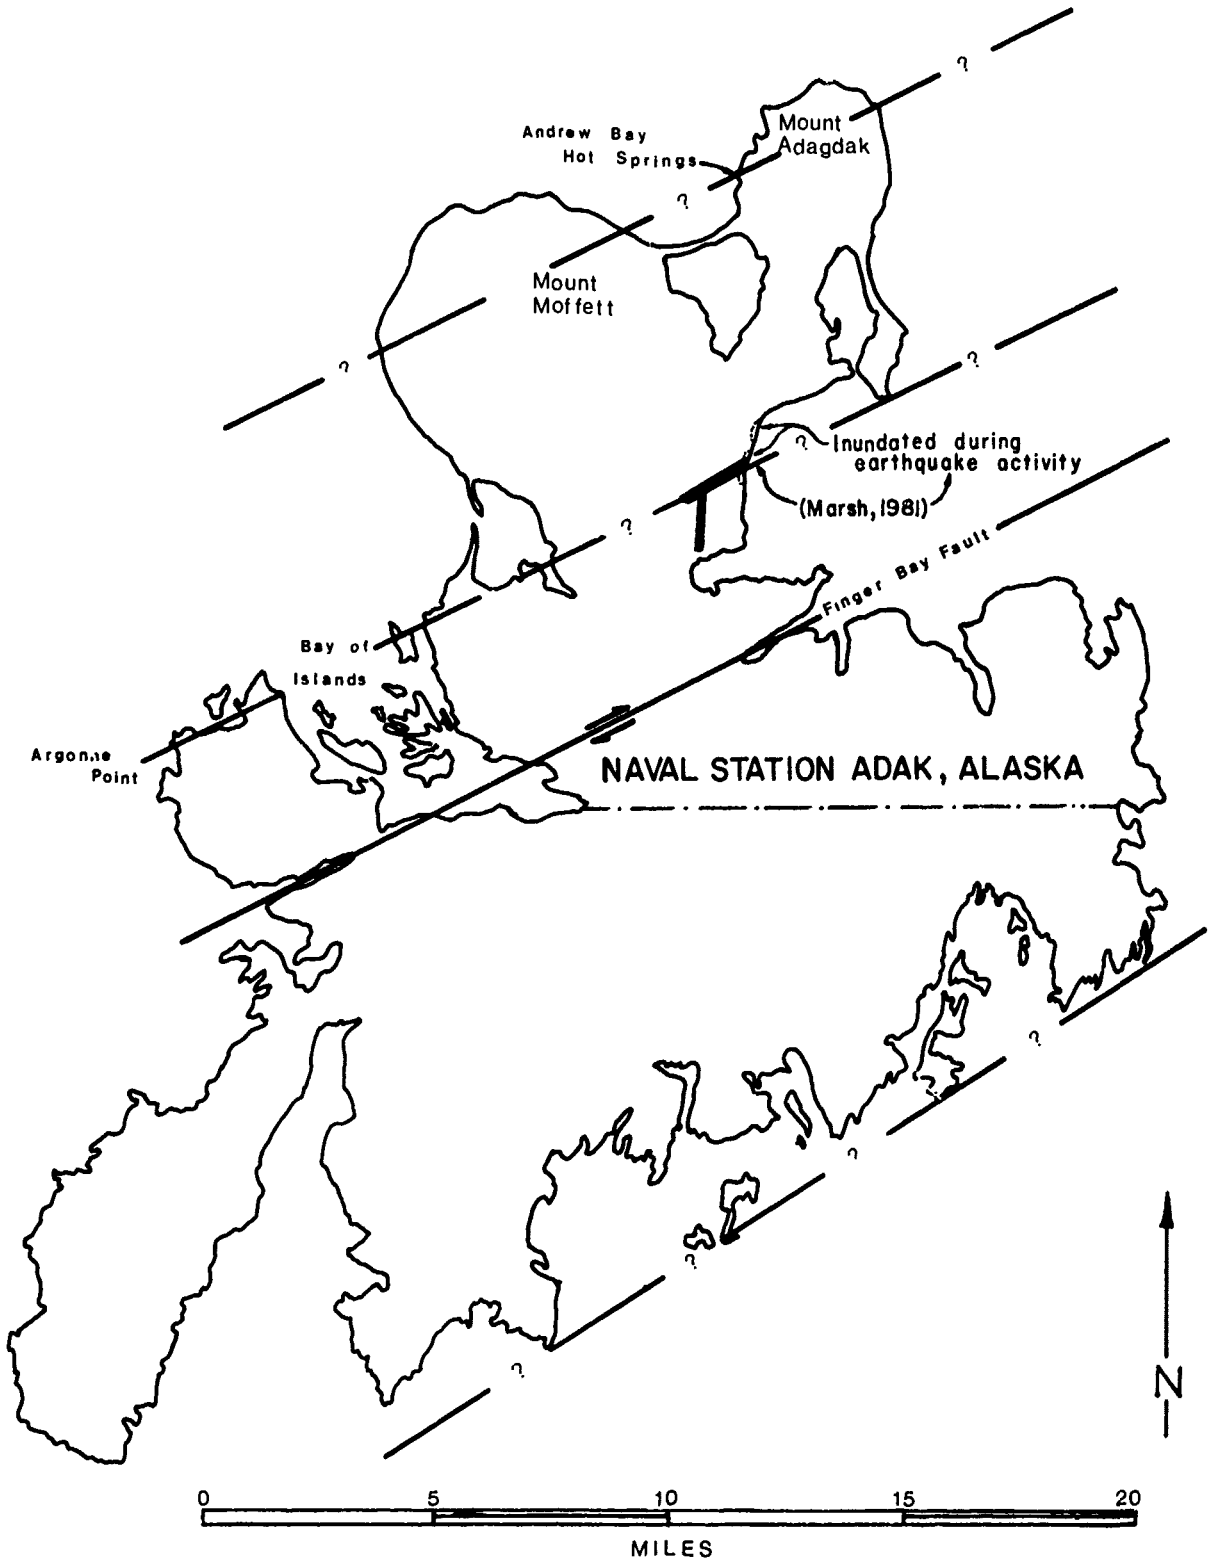 ?
Andrew Bay
Hot Springs
Mount
Adagdak
?
Mount
Moffett
?
?
?
Inundated during
earthquake activity
(Marsh, 1981)
?
Finger Bay Fault
Bay of
Islands
Argonne
Point
NAVAL STATION ADAK, ALASKA
?
?
?
?
N
0 5 10 15 20
MILES